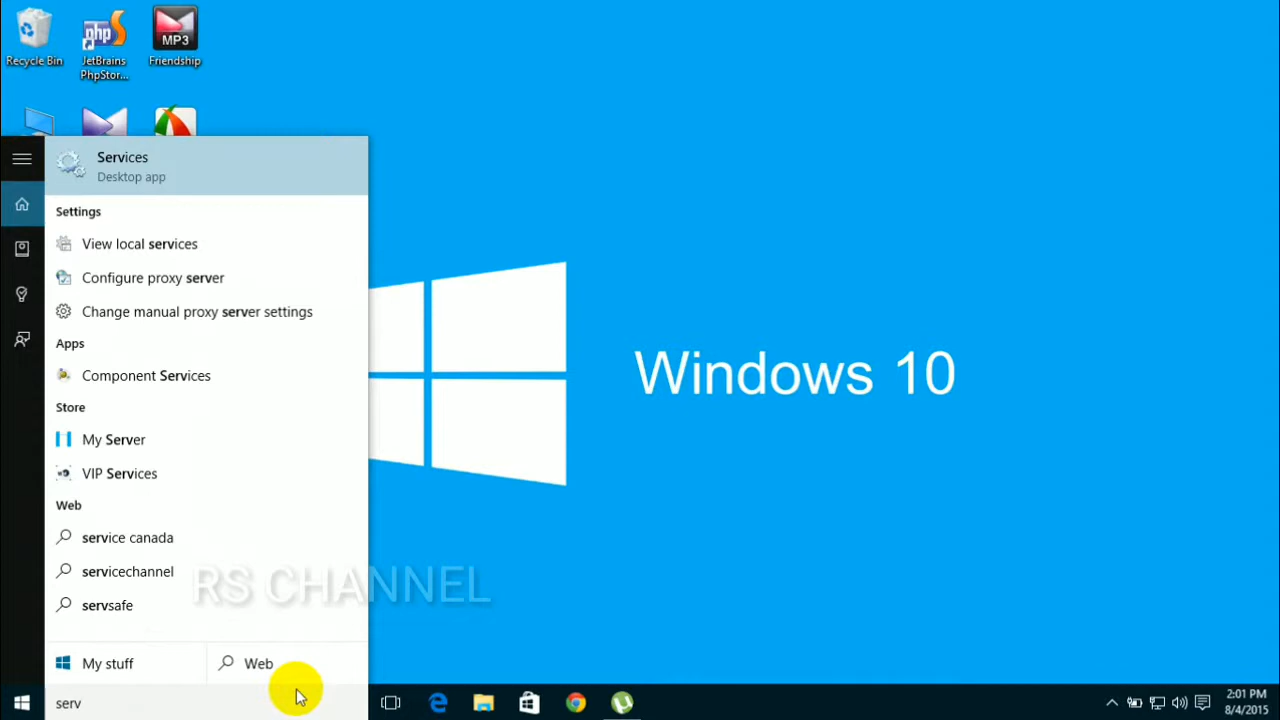 Recycle Bin
JetBrains
PhpStor...
MP3
Friendship
php
Services
Desktop app
Settings
View local services
Configure proxy server
Change manual proxy server settings
Apps
Component Services
Store
My Server
VIP Services
Web
service canada
servicechannel
servsafe
My stuff
Web
serv
Windows 10
RS CHANNEL
2:01 PM
8/4/2015